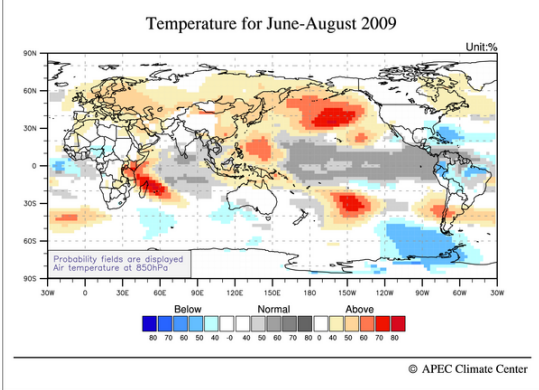 Temperature for June-August 2009
Unit:%
90N
60N
30N
0
30S
60S
90S
Probability fields are displayed
Air temperature at 850hPa
30W 0 30E 60E 90E 120E 150E 180 150W 120W 90W 60W 30W
Below Normal Above
80 70 60 50 40 -0 40 50 60 70 80 0 40 50 60 70 80
© APEC Climate Center